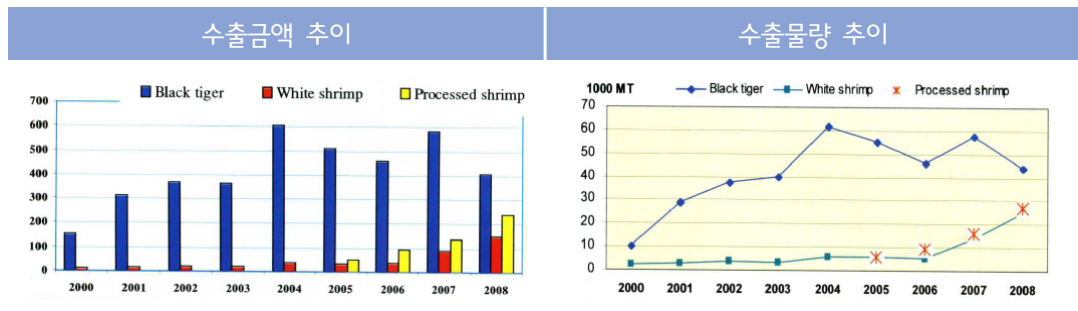 수출금액 추이
수출물량 추이
Black tiger White shrimp Processed shrimp
700
600
500
400
300
200
100
0
2000 2001 2002 2003 2004 2005 2006 2007 2008
1000 MT
Black tiger White shrimp Processed shrimp
70
60
50
40
30
20
10
0
2000 2001 2002 2003 2004 2005 2006 2007 2008